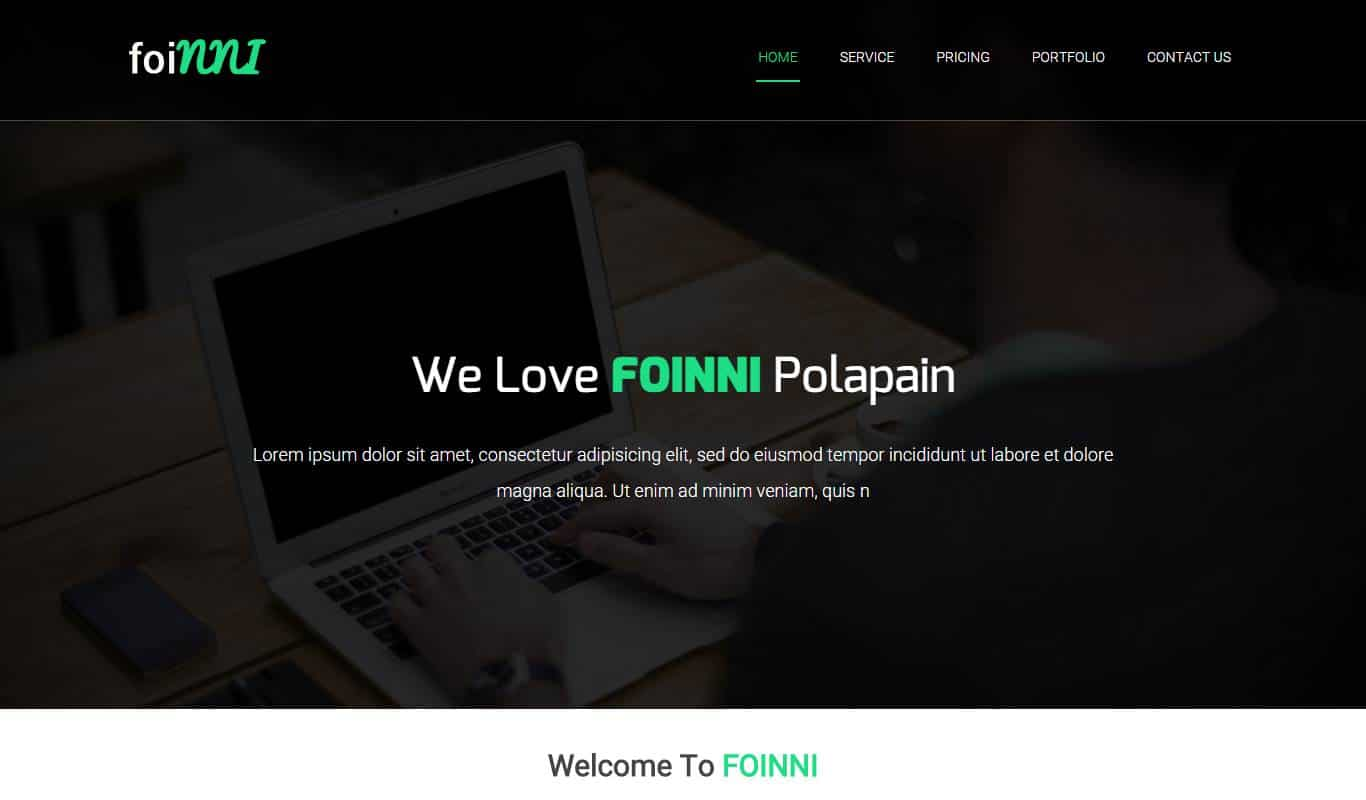 foiNNI
HOME SERVICE PRICING PORTFOLIO CONTACT US
We Love FOINNI Polapain
Lorem ipsum dolor sit amet, consectetur adipisicing elit, sed do eiusmod tempor incididunt ut labore et dolore
magna aliqua. Ut enim ad minim veniam, quis n
Welcome To FOINNI